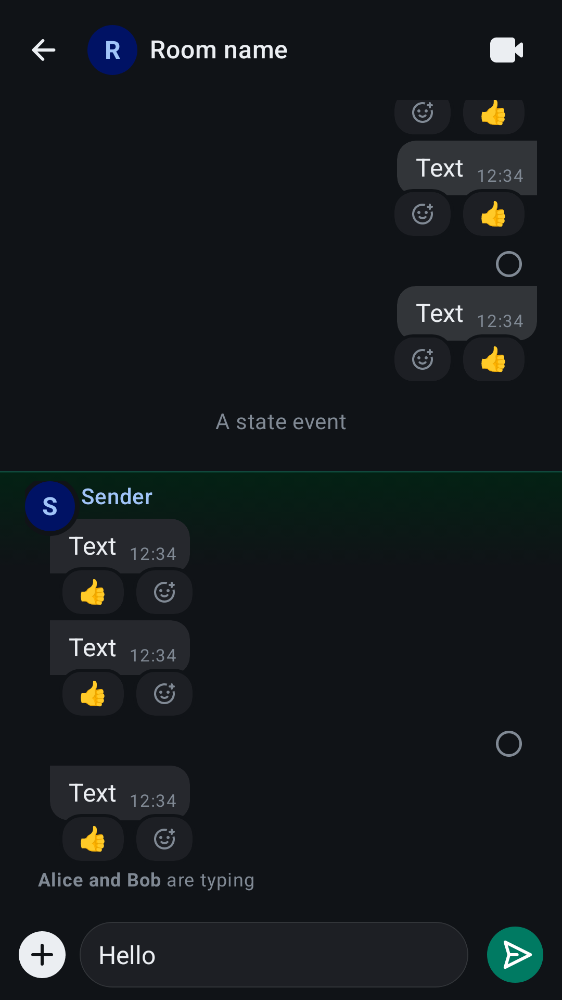 R Room name
Text 12:34
Text 12:34
A state event
S Sender
Text 12:34
Text 12:34
Text 12:34
Alice and Bob are typing
Hello